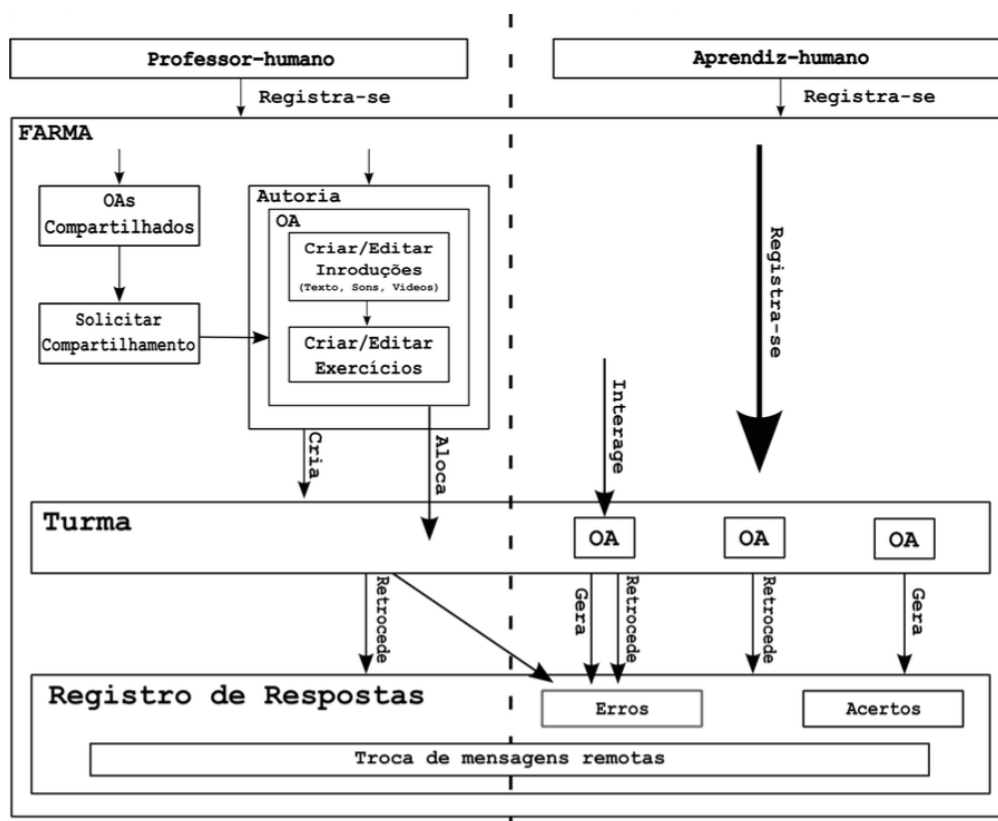 Professor-humano
Aprendiz-humano
Registra-se
Registra-se
FARMA
OAs
Compartilhados
Solicitar
Compartilhamento
Autoria
OA
Criar/Editar
Inroduções
(Texto, Sons, Videos)
Criar/Editar
Exercícios
Registra-se
Interage
Cria
Aloca
Turma
OA
OA
OA
Retrocede
Gera
Retrocede
Retrocede
Gera
Registro de Respostas
Erros
Acertos
Troca de mensagens remotas